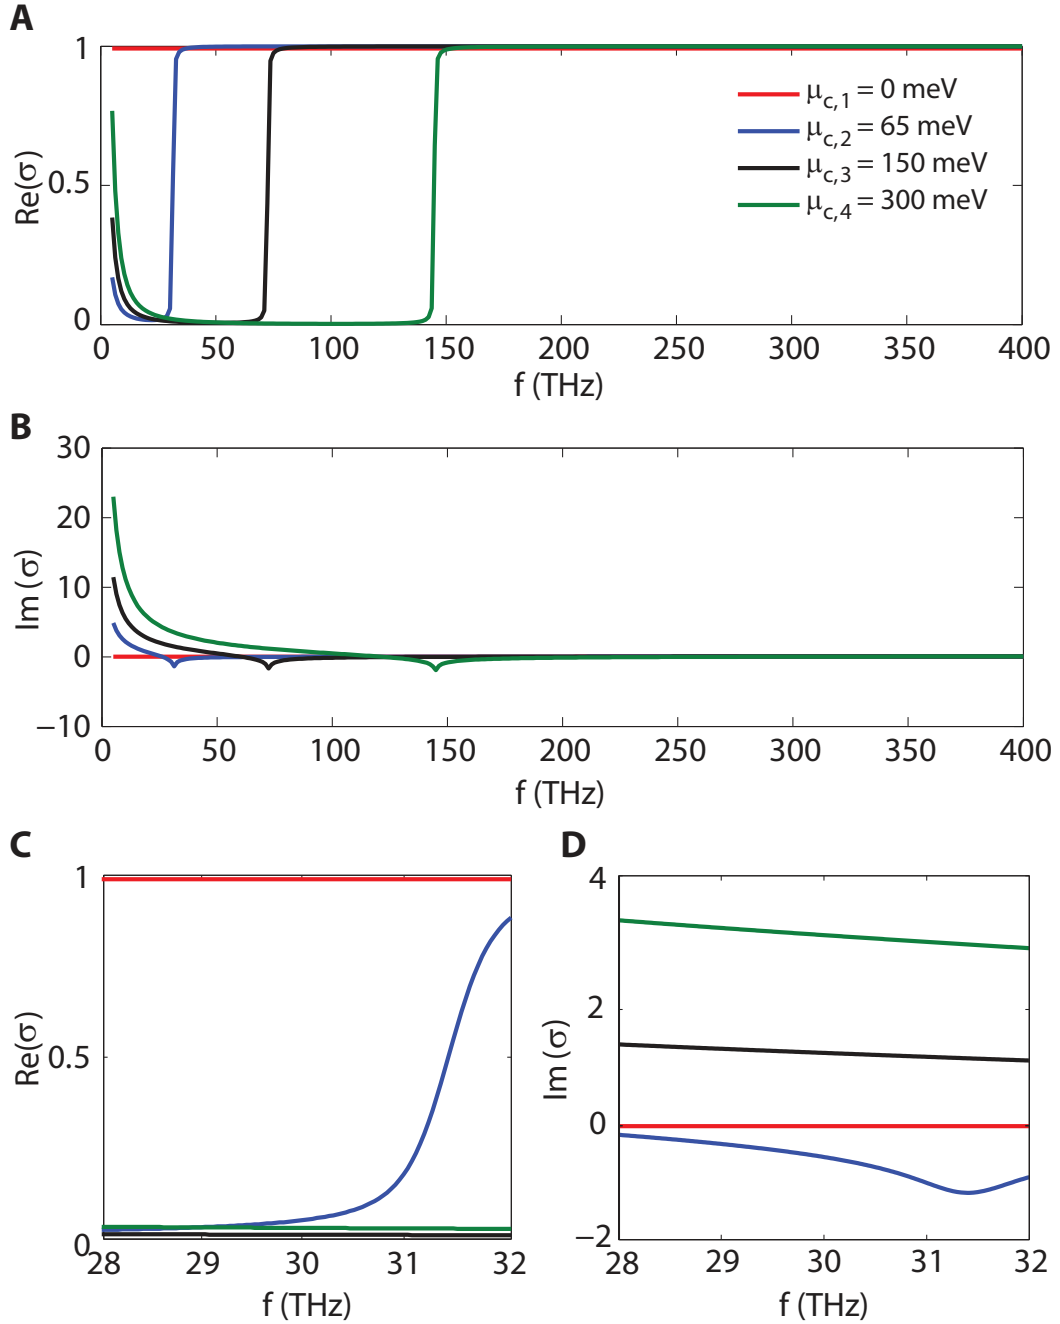 A
1
0.5
0
Re(σ)
μc,1 = 0 meV
μc,2 = 65 meV
μc,3 = 150 meV
μc,4 = 300 meV
0 50 100 150 200 250 300 350 400
f (THz)
B
30
20
10
0
−10
Im (σ)
0 50 100 150 200 250 300 350 400
f (THz)
C
1
0.5
0
Re(σ)
28 29 30 31 32
f (THz)
D
4
2
0
−2
Im (σ)
28 29 30 31 32
f (THz)